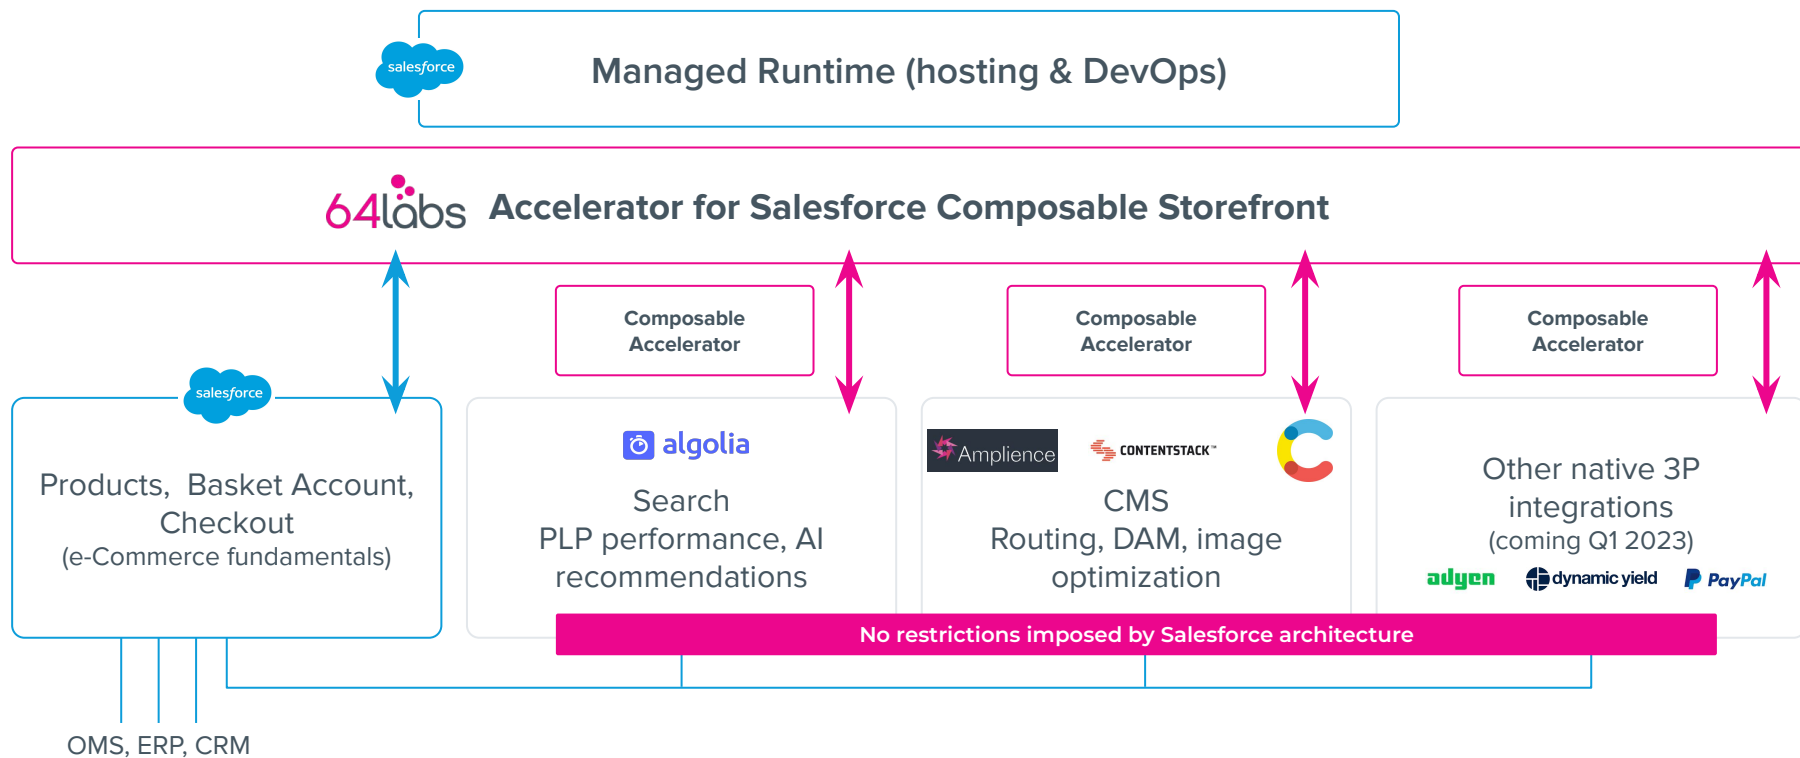 salesforce
Managed Runtime (hosting & DevOps)
64labs Accelerator for Salesforce Composable Storefront
Composable
Accelerator
Composable
Accelerator
Composable
Accelerator
salesforce
Products, Basket Account,
Checkout
(e-Commerce fundamentals)
algolia
Search
PLP performance, AI
recommendations
Amplience
CONTENTSTACK™
CMS
Routing, DAM, image
optimization
Other native 3P
integrations
(coming Q1 2023)
adyen
dynamic yield
PayPal
No restrictions imposed by Salesforce architecture
OMS, ERP, CRM